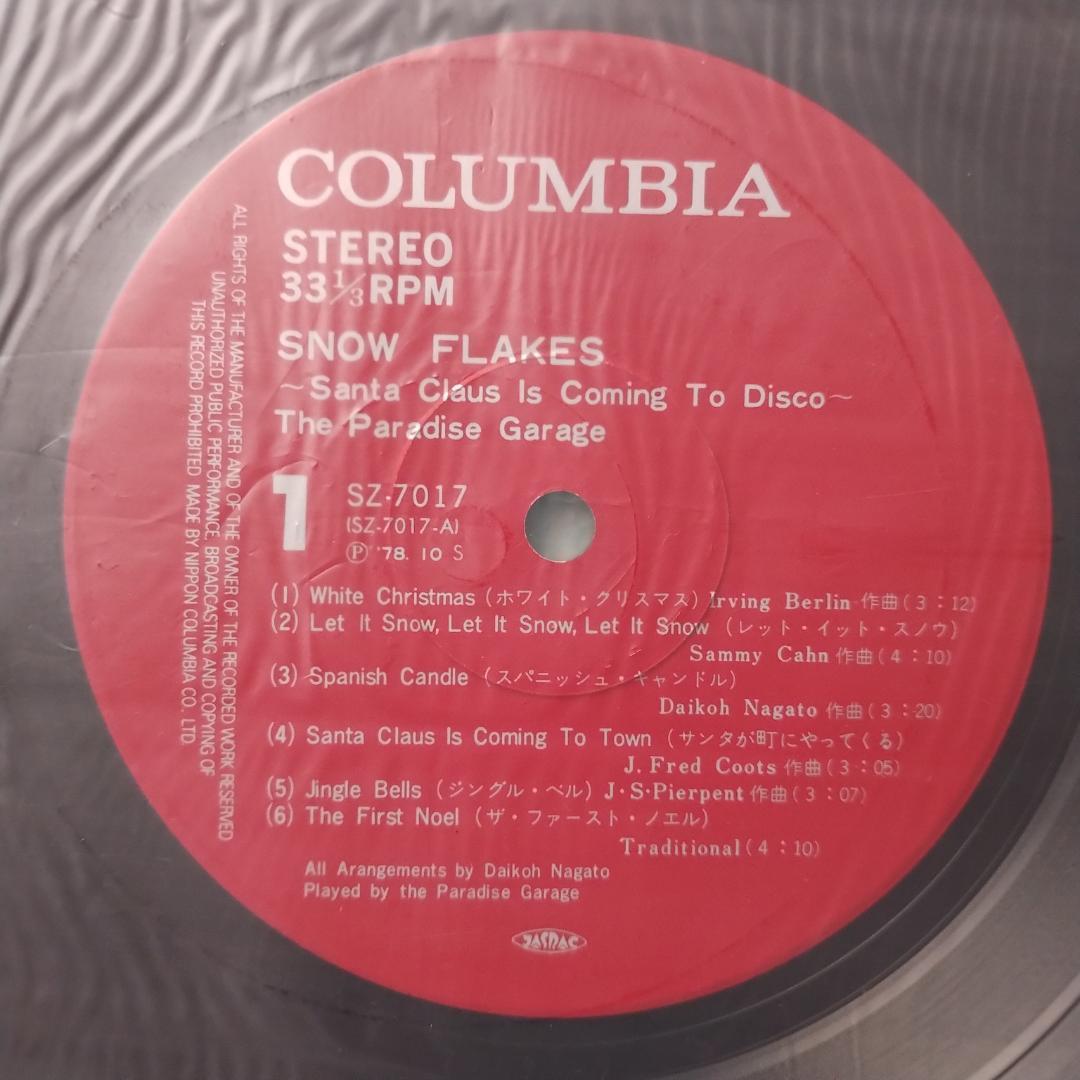 COLUMBIA
STEREO
33 1/3 RPM
SNOW FLAKES
~Santa Claus Is Coming To Disco~
The Paradise Garage
1
SZ-7017
(SZ-7017-A)
Ⓟ '78. 10 S
(1) White Christmas (ホワイト・クリスマス) Irving Berlin 作曲(3:12)
(2) Let It Snow, Let It Snow, Let It Snow (レット・イット・スノウ)
Sammy Cahn 作曲(4:10)
(3) Spanish Candle (スパニッシュ・キャンドル)
Daikoh Nagato 作曲(3:20)
(4) Santa Claus Is Coming To Town (サンタが町にやってくる)
J. Fred Coots 作曲(3:05)
(5) Jingle Bells (ジングル・ベル) J・S・Pierpent 作曲(3:07)
(6) The First Noel (ザ・ファースト・ノエル)
Traditional(4:10)
All Arangements by Daikoh Nagato
Played by the Paradise Garage
JASRAC
ALL RIGHTS OF THE MANUFACTURER AND OF THE OWNER OF THE RECORDED WORK RESERVED
UNAUTHORIZED PUBLIC PERFORMANCE, BROADCASTING AND COPYING OF
THIS RECORD PROHIBITED MADE BY NIPPON COLUMBIA CO. LTD.